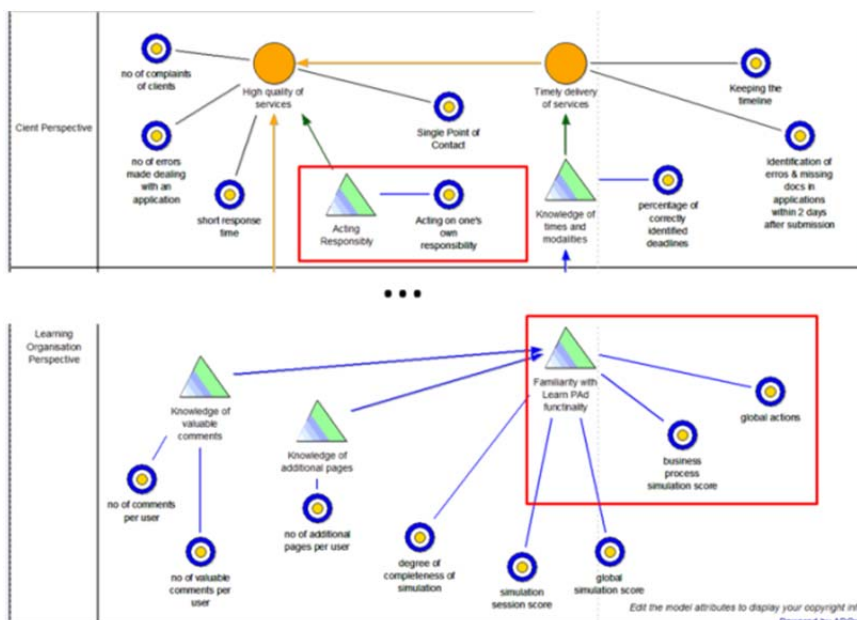 no of complaints
of clients
High quality of
services
Timely delivery
of services
Keeping the
timeline
Cient Perspective
no of errors
made dealing
with an
application
short response
time
Single Point of
Contact
Acting
Responsibly
Acting on one's
own
responsibility
Knowledge of
times and
modalities
percentage of
correctly
identified
deadlines
Identification of
erros & missing
docs in
applications
within 2 days
after submission
...
Learning
Organisation
Perspective
Knowledge of
valuable
comments
Familiarity with
Learn PAd
functinality
global actions
Knowledge of
additional pages
business
process
simulation score
no of comments
per user
no of additional
pages per user
no of valuable
comments per
user
degree of
completeness of
simulation
simulation
session score
global
simulation score
Edit the model attributes to display your copyright